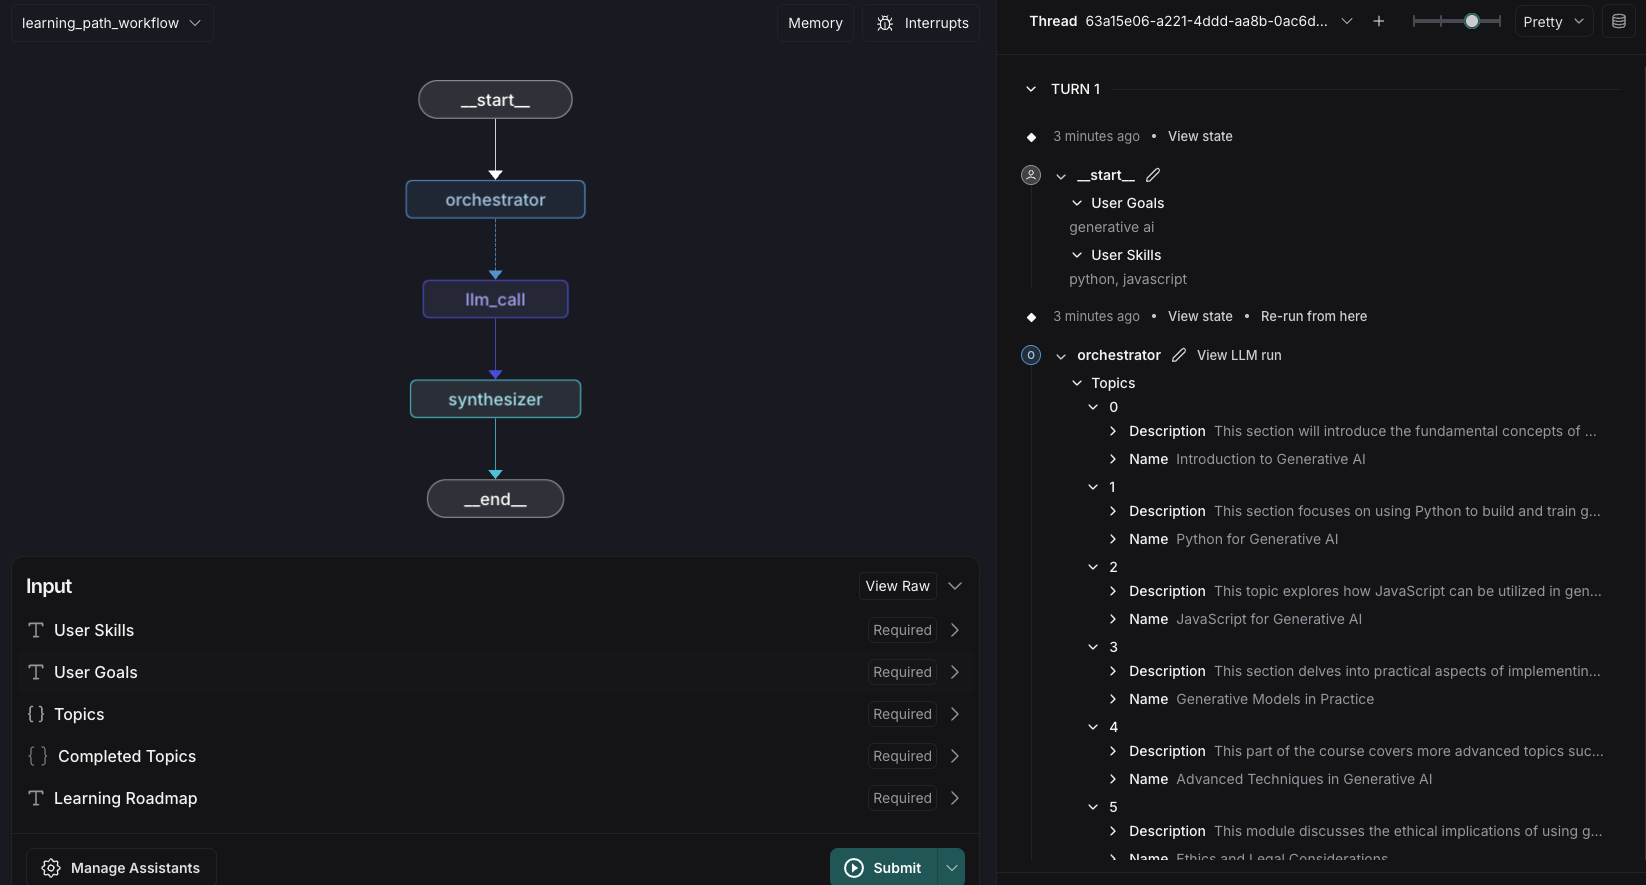 learning_path_workflow
Memory
Interrupts
__start__
orchestrator
llm_call
synthesizer
__end__
Input
View Raw
User Skills Required
User Goals Required
{ } Topics Required
{ } Completed Topics Required
Learning Roadmap Required
Manage Assistants
Submit
Thread 63a15e06-a221-4ddd-aa8b-0ac6d...
Pretty
TURN 1
3 minutes ago • View state
__start__
User Goals
generative ai
User Skills
python, javascript
3 minutes ago • View state • Re-run from here
O orchestrator View LLM run
Topics
0
Description This section will introduce the fundamental concepts of ...
Name Introduction to Generative AI
1
Description This section focuses on using Python to build and train g...
Name Python for Generative AI
2
Description This topic explores how JavaScript can be utilized in gen...
Name JavaScript for Generative AI
3
Description This section delves into practical aspects of implementin...
Name Generative Models in Practice
4
Description This part of the course covers more advanced topics suc...
Name Advanced Techniques in Generative AI
5
Description This module discusses the ethical implications of using g...
Name Ethics and Legal Considerations